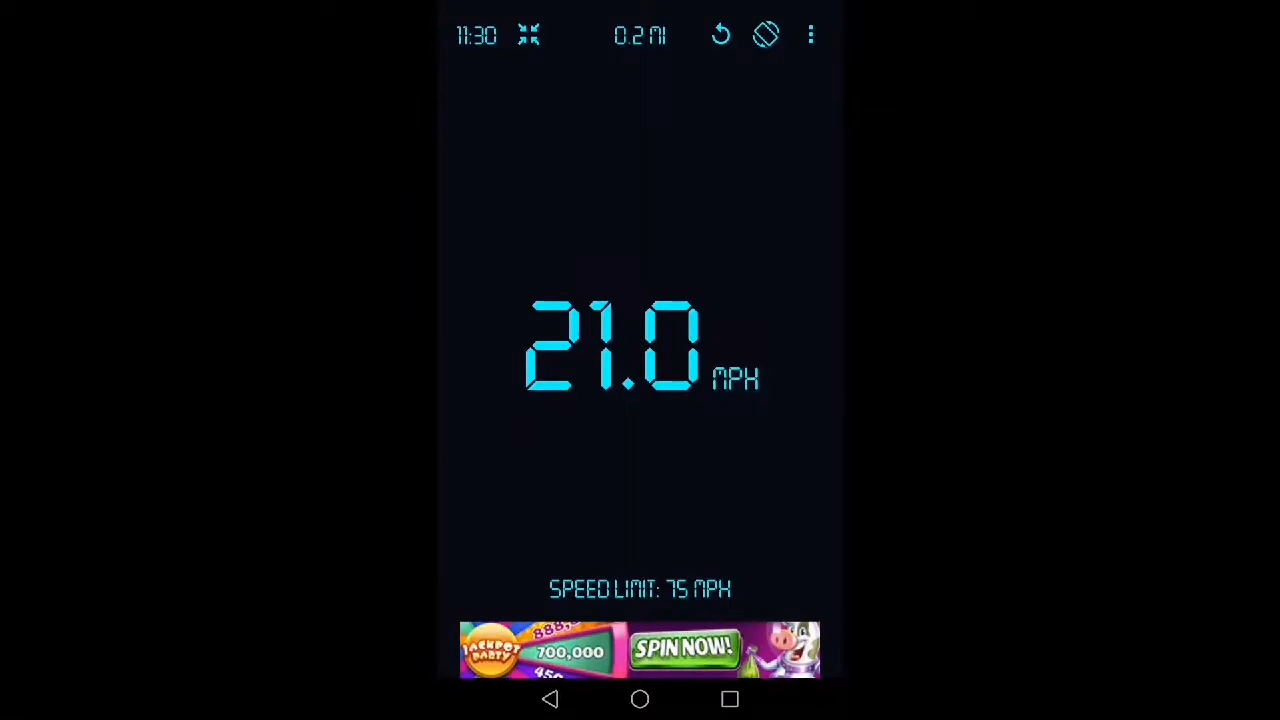 11:30 0.2 MI
21.0 MPH
SPEED LIMIT: 75 MPH
JACKPOT PARTY
700,000
SPIN NOW!